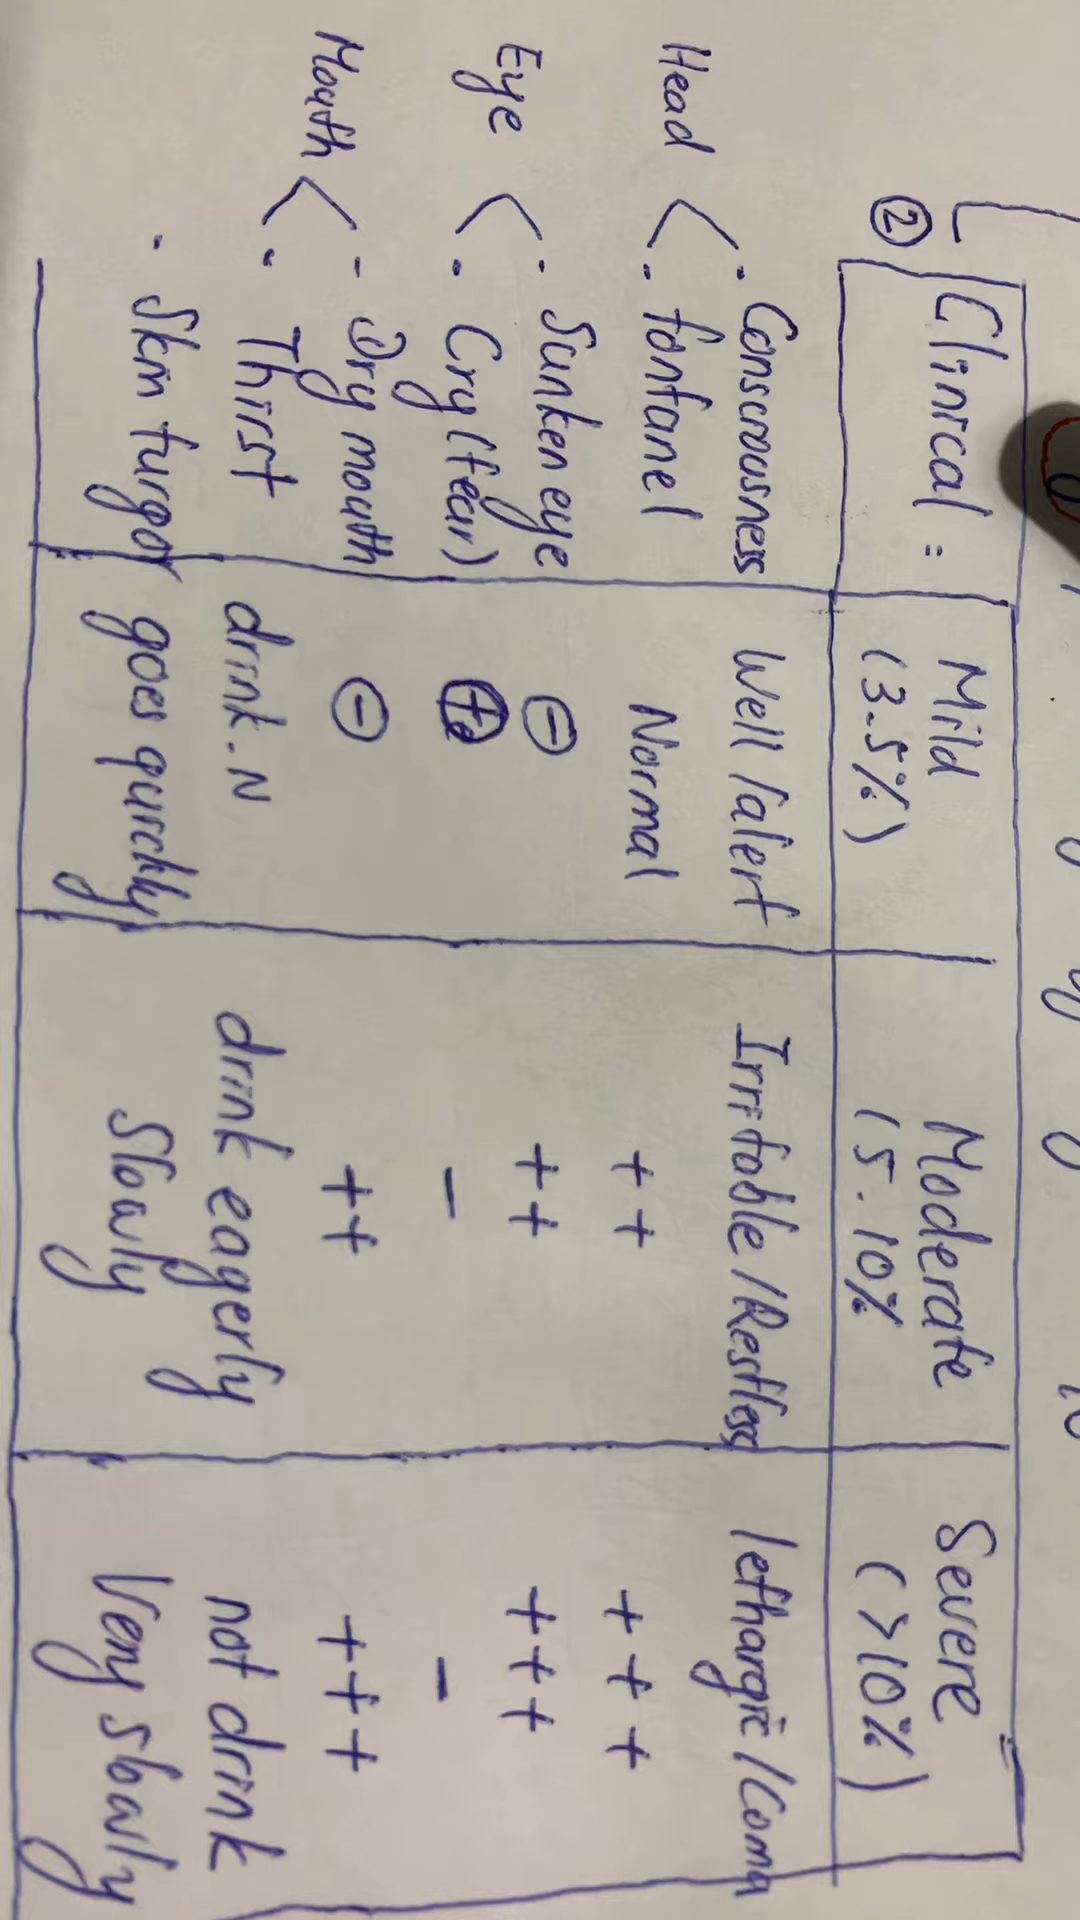 ② Clinical : Mild Moderate Severe
(3-5%) (5-10% (>10%)
Head < . Consciousness Well/alert Irritable/Restless lethargic/Coma
. fontanel Normal ++ +++
Eye < . Sunken eye ⊖ ++ +++
. Cry (tear) - -
Mouth < - Dry mouth ⊖ ++ +++
. Thirst drink.N drink eagerly not drink
. Skin turgor goes quickly Slowly Very slowly